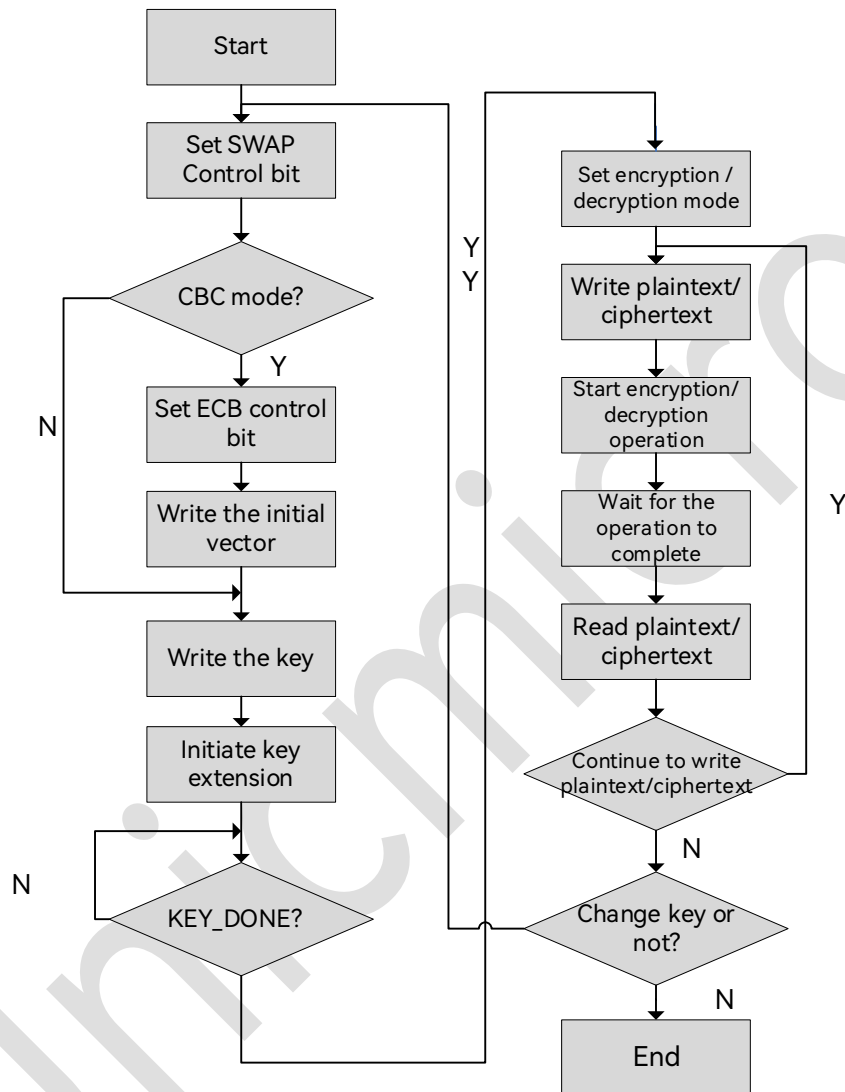 Start
Set SWAP
Control bit
CBC mode?
Y
N
Set ECB control
bit
Write the initial
vector
Write the key
Initiate key
extension
N
KEY_DONE?
Y
Y
Set encryption /
decryption mode
Write plaintext/
ciphertext
Start encryption/
decryption
operation
Wait for the
operation to
complete
Y
Read plaintext/
ciphertext
Continue to write
plaintext/ciphertext
N
Change key or
not?
N
End
Unicmicro